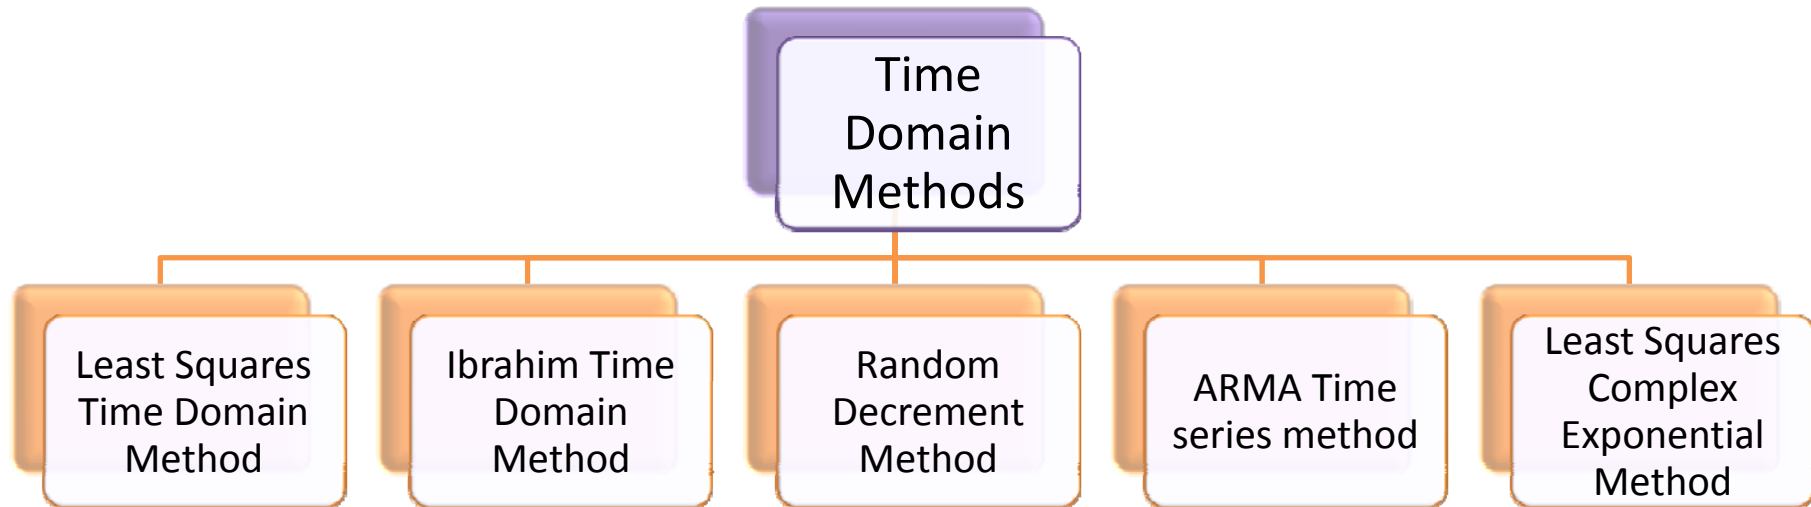 Time
Domain
Methods
Least Squares
Time Domain
Method
Ibrahim Time
Domain
Method
Random
Decrement
Method
ARMA Time
series method
Least Squares
Complex
Exponential
Method